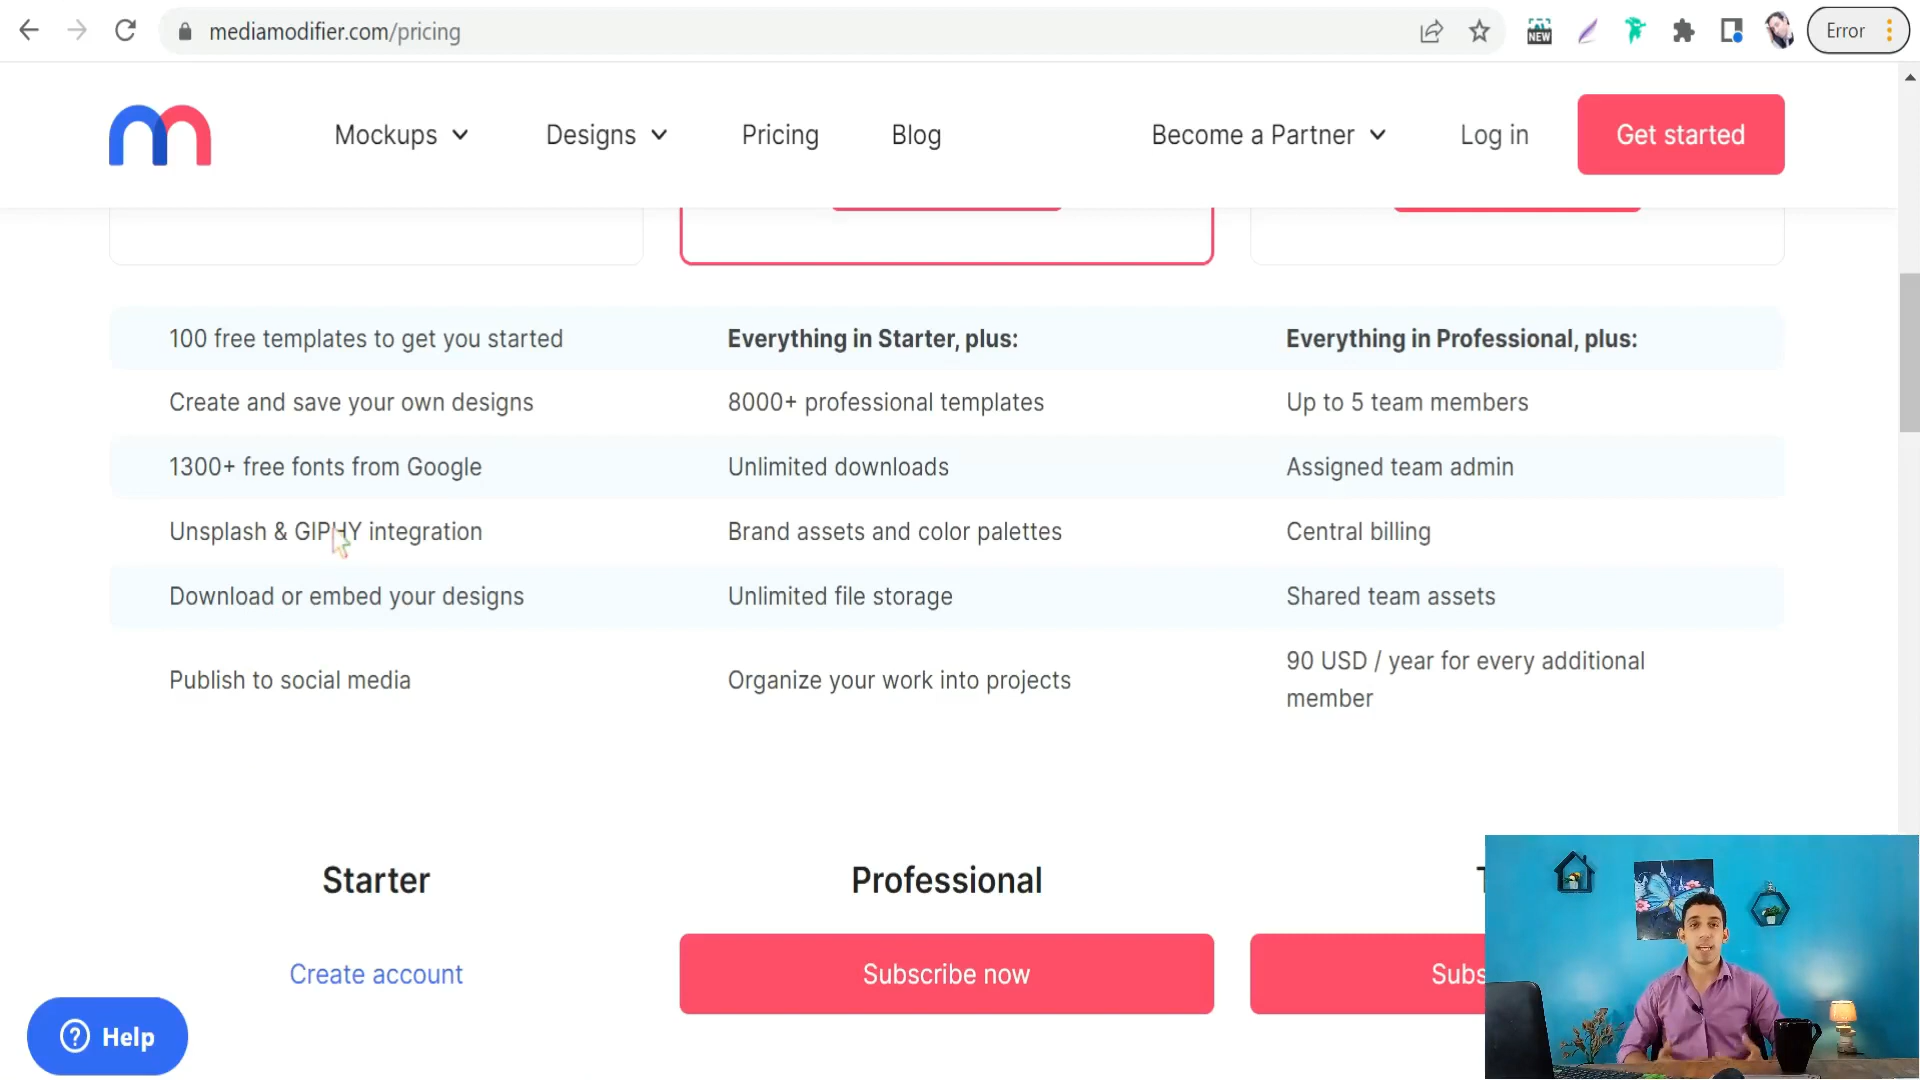 mediamodifier.com/pricing
NEW
Error
Mockups
Designs
Pricing
Blog
Become a Partner
Log in
Get started
100 free templates to get you started
Everything in Starter, plus:
Everything in Professional, plus:
Create and save your own designs
8000+ professional templates
Up to 5 team members
1300+ free fonts from Google
Unlimited downloads
Assigned team admin
Unsplash & GIPHY integration
Brand assets and color palettes
Central billing
Download or embed your designs
Unlimited file storage
Shared team assets
Publish to social media
Organize your work into projects
90 USD / year for every additional
member
Starter
Professional
Create account
Subscribe now
Subs
Help